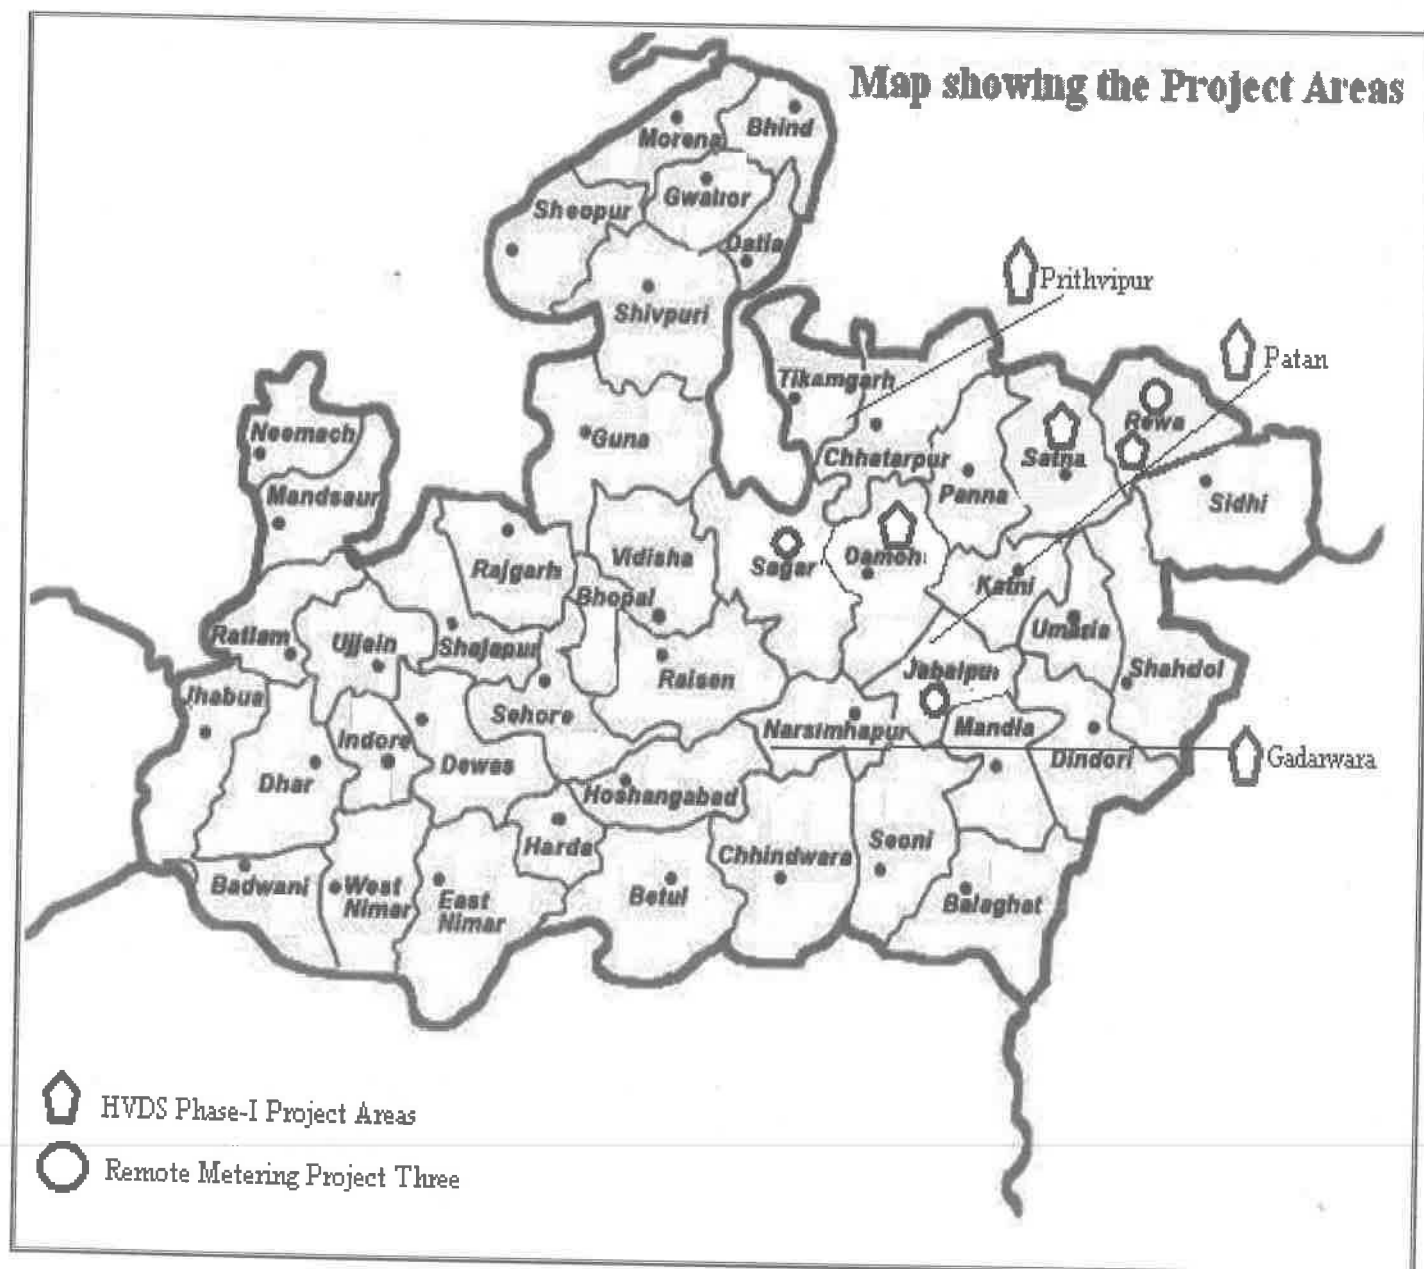 Map showing the Project Areas
Bhind
Morena
Gwalior
Sheopur
Datia
Prithvipur
Shivpuri
Patan
Tikamgarh
Rewa
Neemach
Guna
Chhatarpur
Satna
Panna
Mandsaur
Sidhi
Vidisha
Damoh
Sagar
Rajgarh
Katni
Bhopal
Umaria
Ratlam
Ujjain
Shajapur
Shahdol
Jabalpur
Raisen
Jhabua
Sehore
Narsimhapur
Mandla
Indore
Gadarwara
Dindori
Dewas
Dhar
Hoshangabad
Seoni
Harda
Chhindwara
Badwani
West
Nimar
East
Nimar
Betul
Balaghat
HVDS Phase-I Project Areas
Remote Metering Project Three